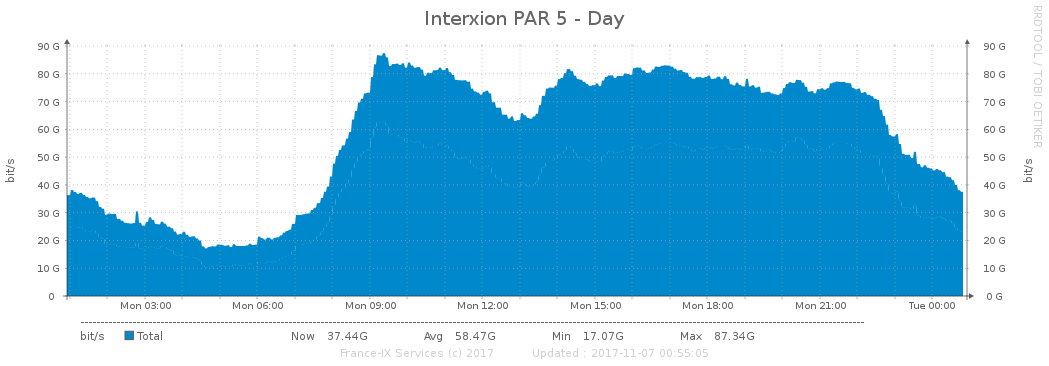 Interxion PAR 5 - Day
RRDTOOL / TOBI OETIKER
90 G 90 G
80 G 80 G
70 G 70 G
60 G 60 G
50 G 50 G
40 G 40 G
30 G 30 G
20 G 20 G
10 G 10 G
0 0 G
bit/s bit/s
Mon 03:00 Mon 06:00 Mon 09:00 Mon 12:00 Mon 15:00 Mon 18:00 Mon 21:00 Tue 00:00
bit/s Total Now 37.44G Avg 58.47G Min 17.07G Max 87.34G
France-IX Services (c) 2017 Updated : 2017-11-07 00:55:05